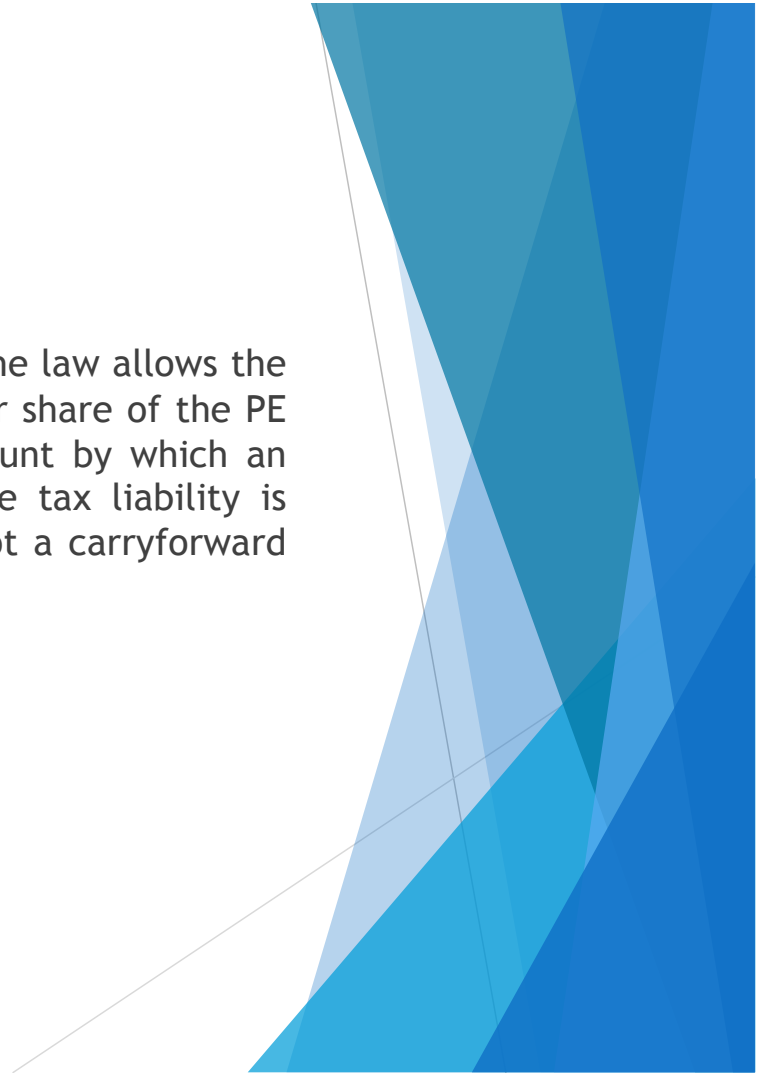 he law allows the
r share of the PE
unt by which an
e tax liability is
ot a carryforward